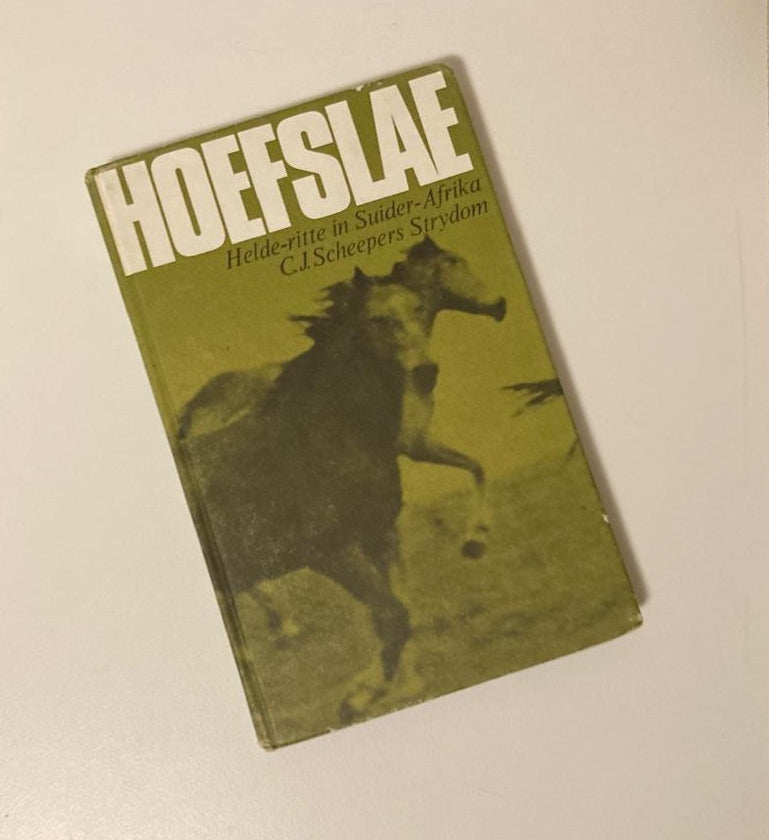 HOEFSLAE
Helde-ritte in Suider-Afrika
C.J. Scheepers Strydom